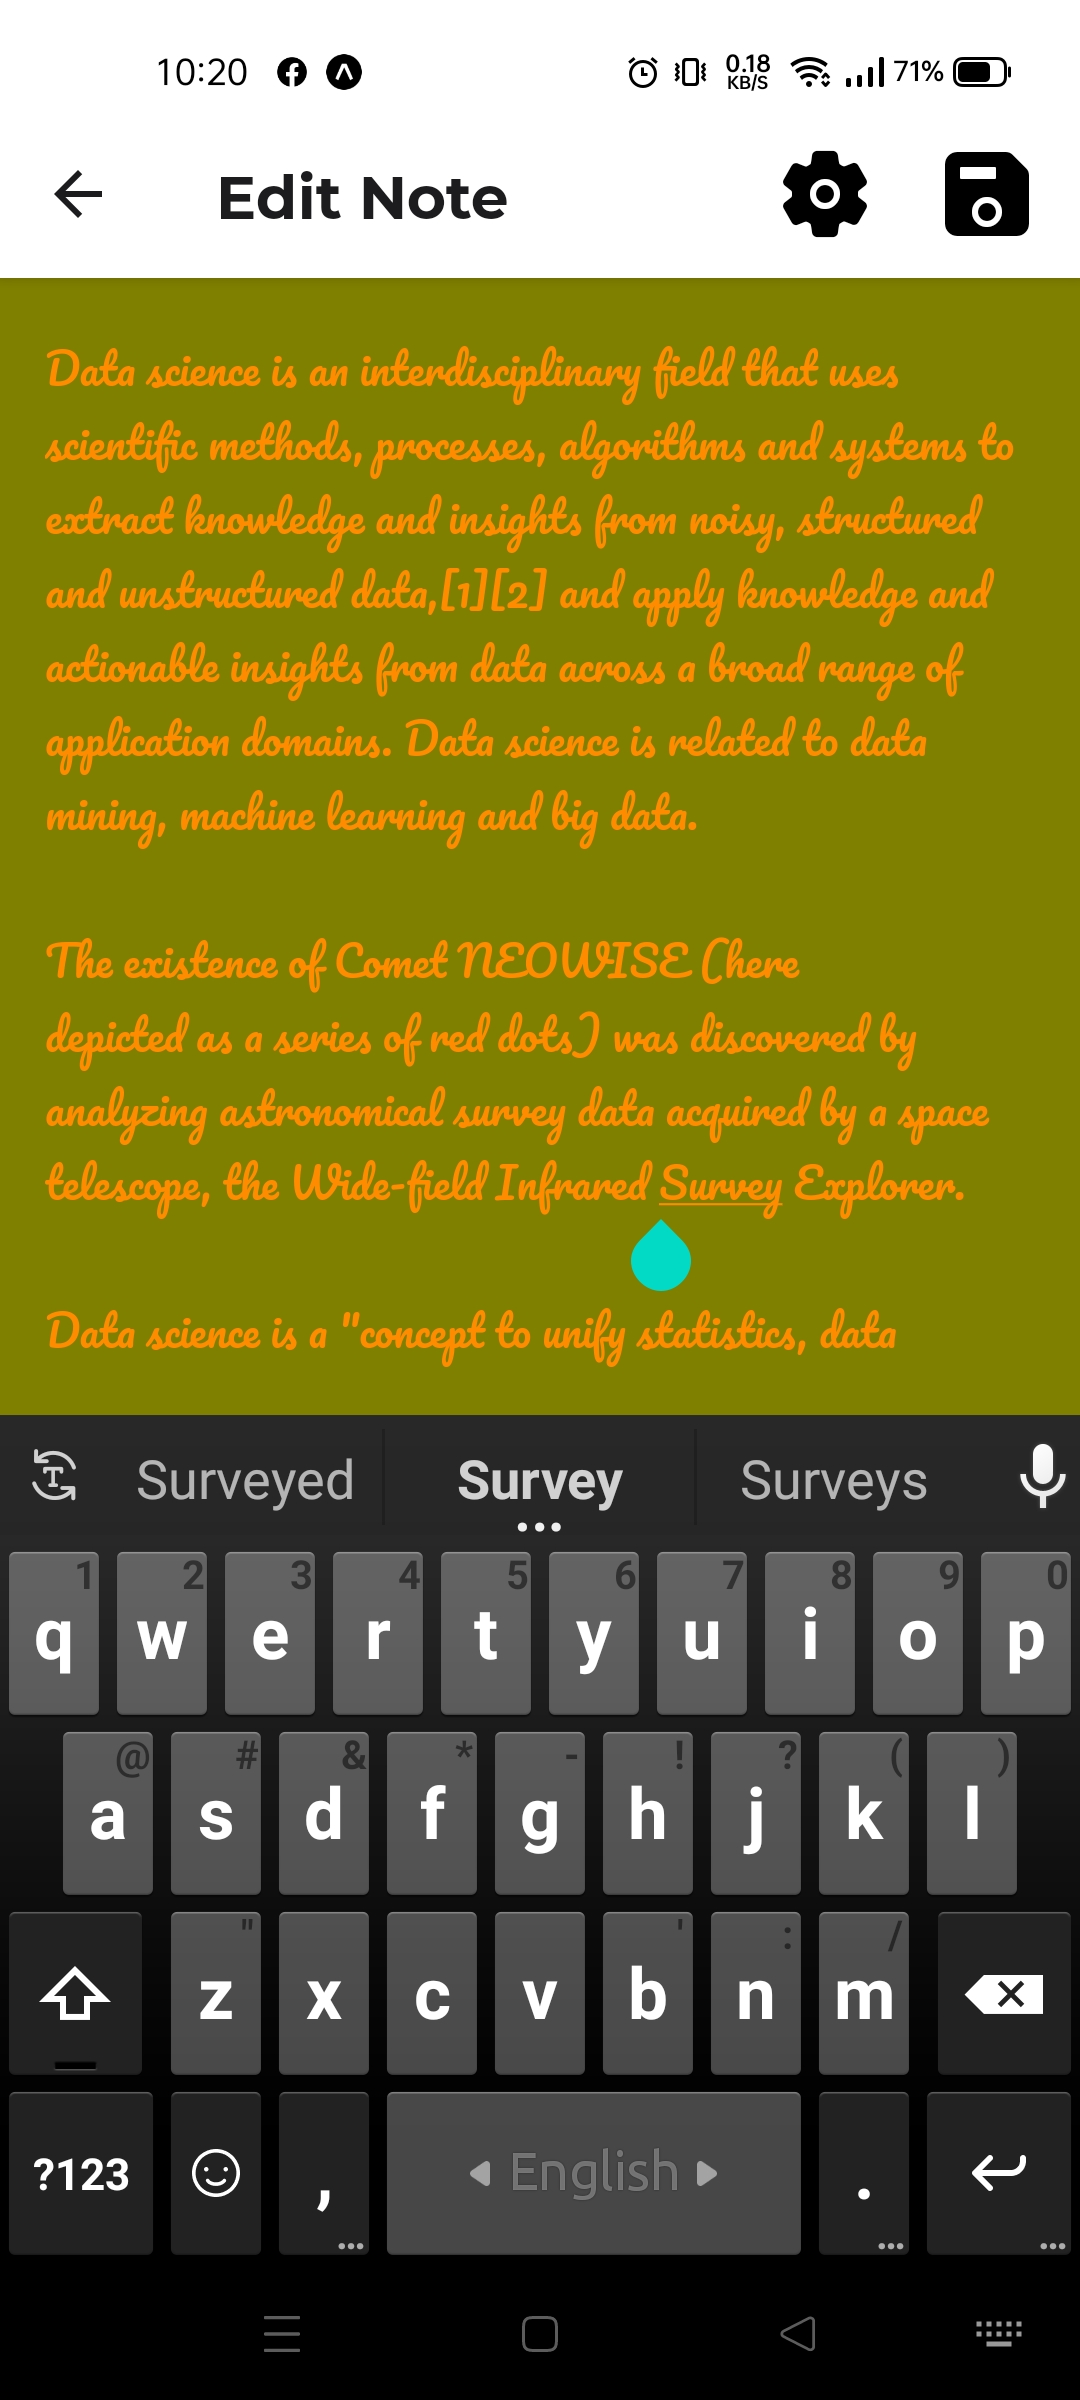 10:20
0.18
KB/S
71%
Edit Note
Data science is an interdisciplinary field that uses
scientific methods, processes, algorithms and systems to
extract knowledge and insights from noisy, structured
and unstructured data,[1][2] and apply knowledge and
actionable insights from data across a broad range of
application domains. Data science is related to data
mining, machine learning and big data.
The existence of Comet NEOWISE (here
depicted as a series of red dots) was discovered by
analyzing astronomical survey data acquired by a space
telescope, the Wide-field Infrared Survey Explorer.
Data science is a "concept to unify statistics, data
Surveyed Survey Surveys
1 2 3 4 5 6 7 8 9 0
q w e r t y u i o p
@ # & * - ! ? ( )
a s d f g h j k l
" ' : /
z x c v b n m
?123 , English .